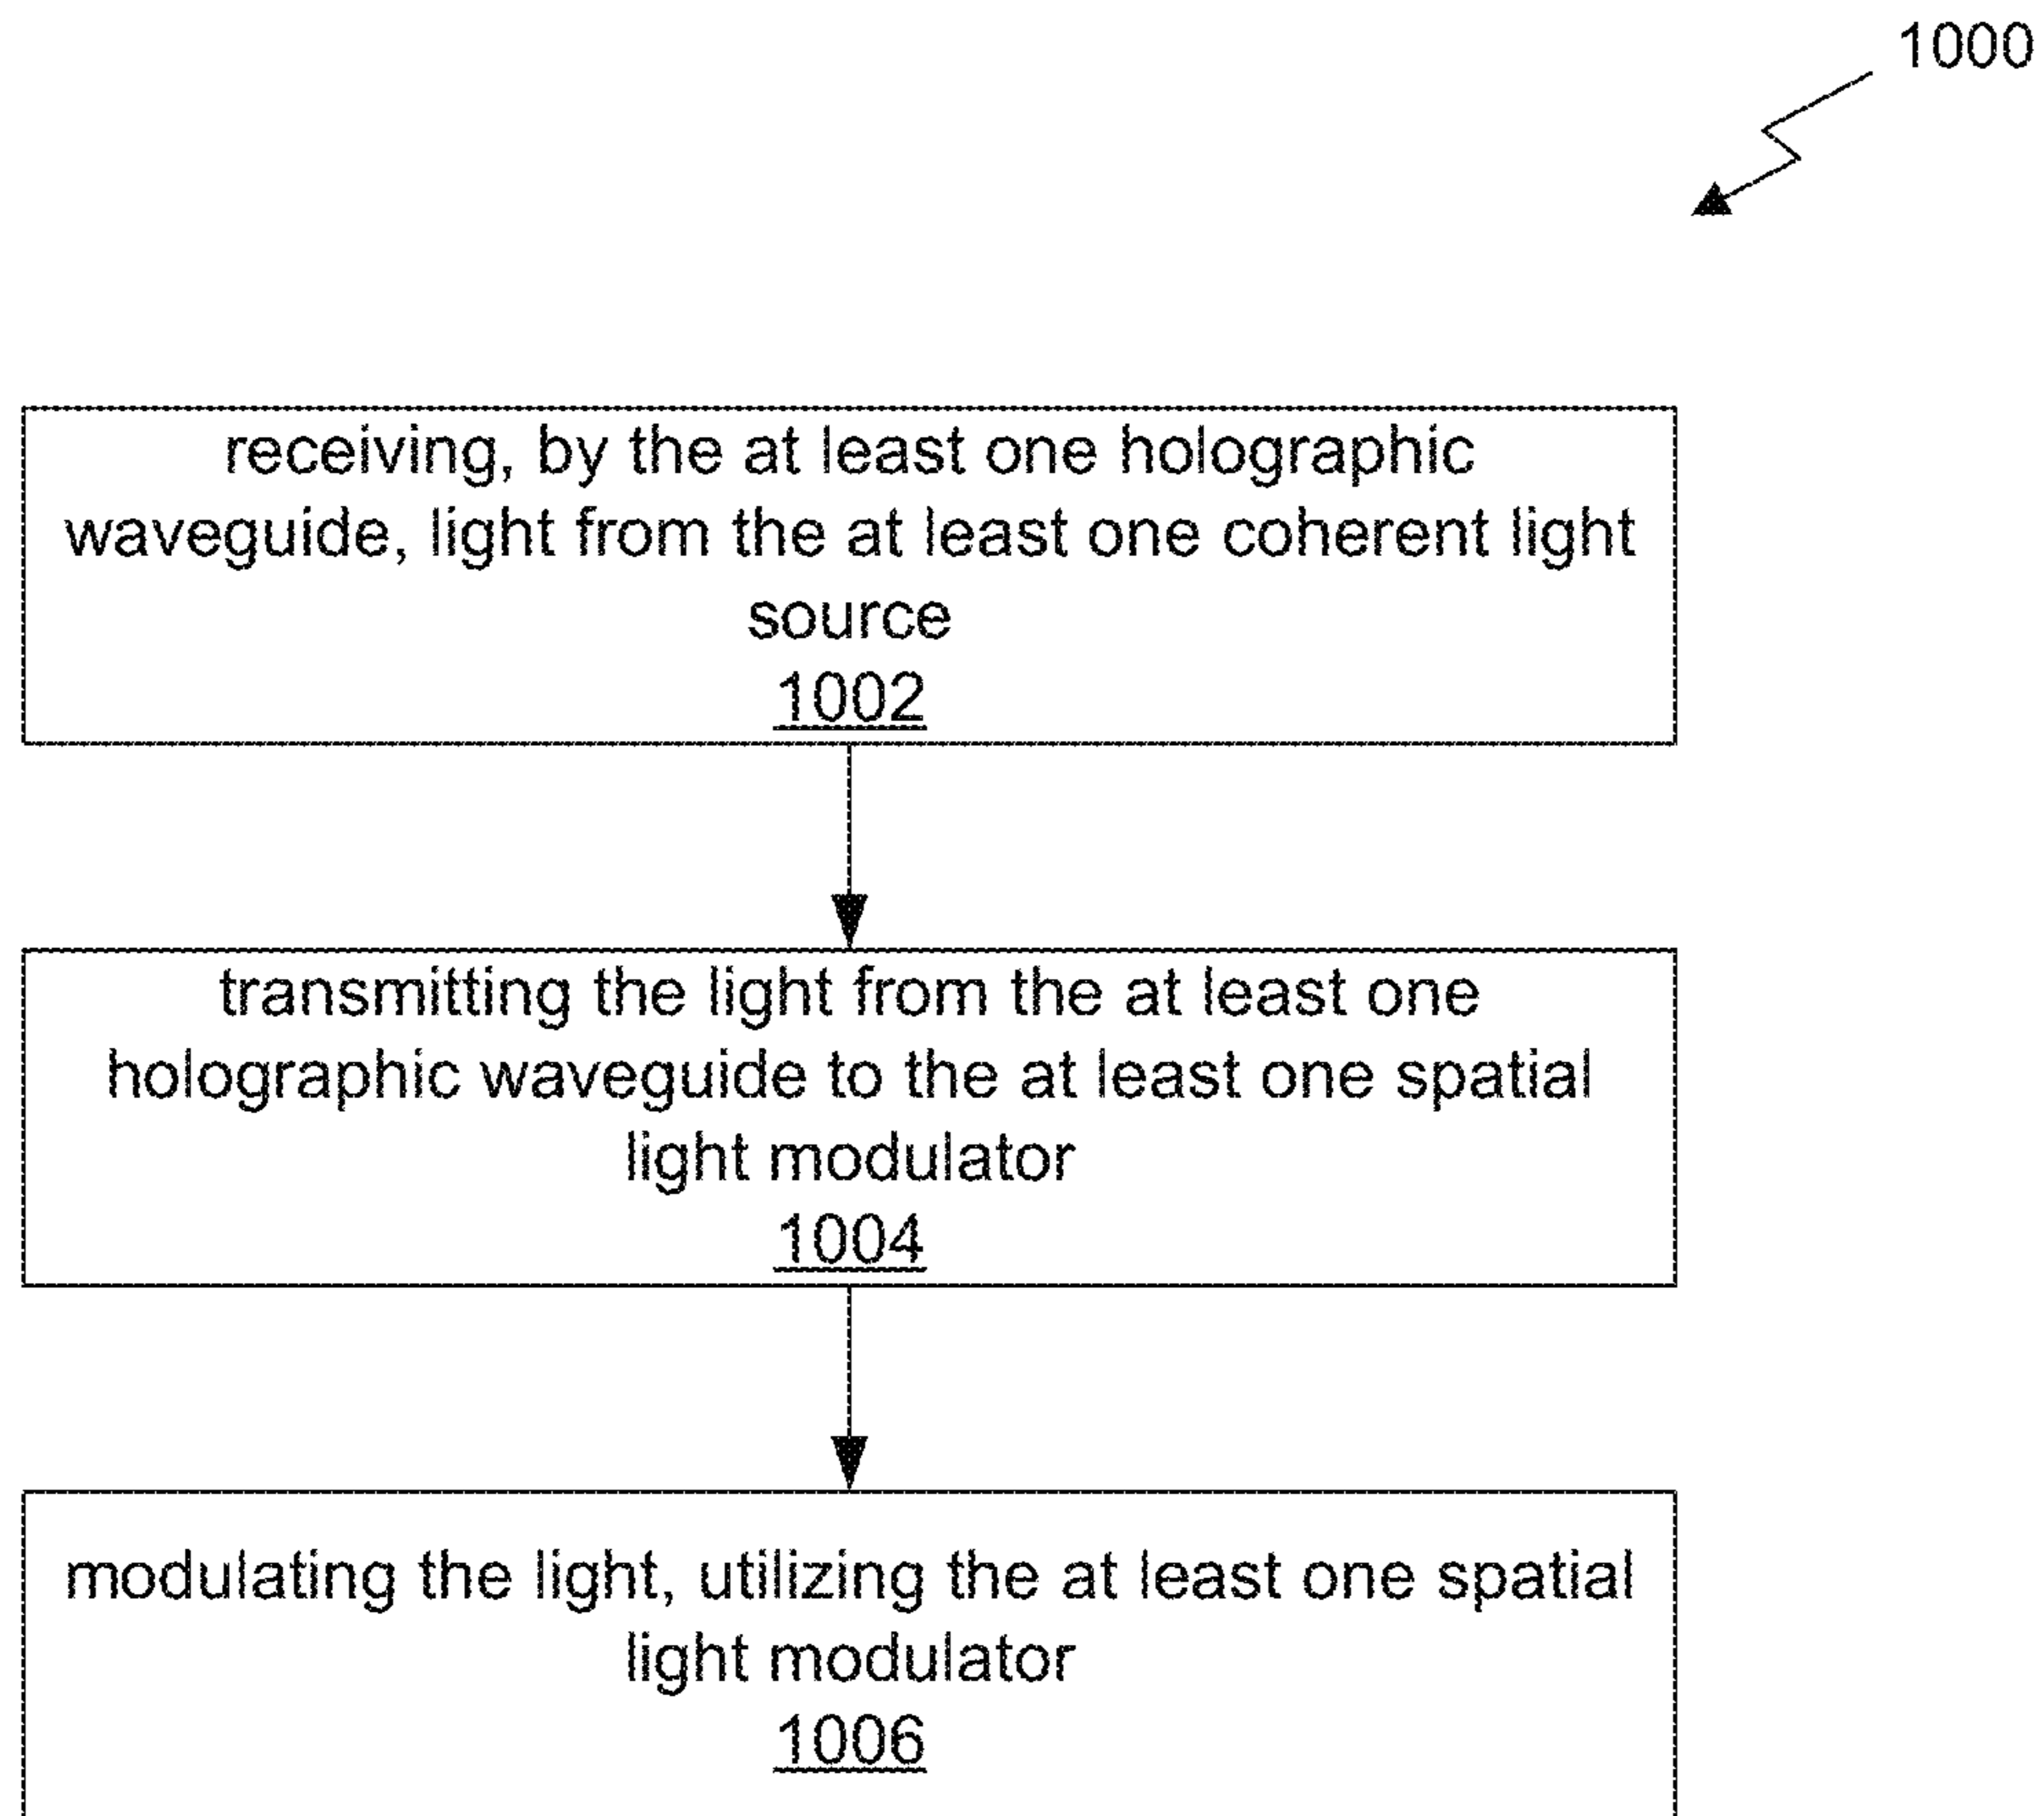 1000
receiving, by the at least one holographic
waveguide, light from the at least one coherent light
source
1002
transmitting the light from the at least one
holographic waveguide to the at least one spatial
light modulator
1004
modulating the light, utilizing the at least one spatial
light modulator
1006